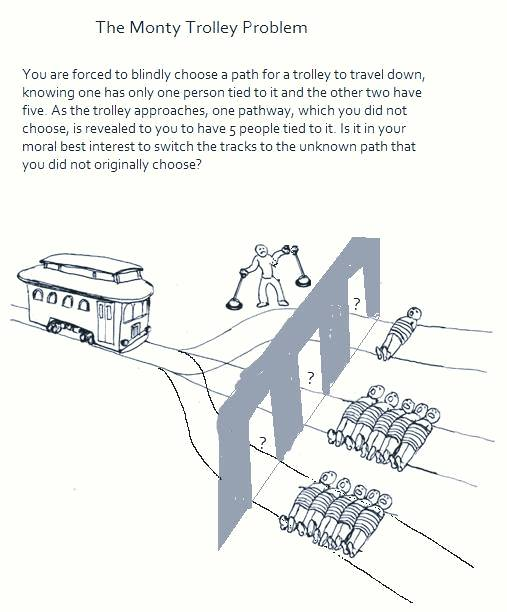 The Monty Trolley Problem
You are forced to blindly choose a path for a trolley to travel down,
knowing one has only one person tied to it and the other two have
five. As the trolley approaches, one pathway, which you did not
choose, is revealed to you to have 5 people tied to it. Is it in your
moral best interest to switch the tracks to the unknown path that
you did not originally choose?
?
?
?